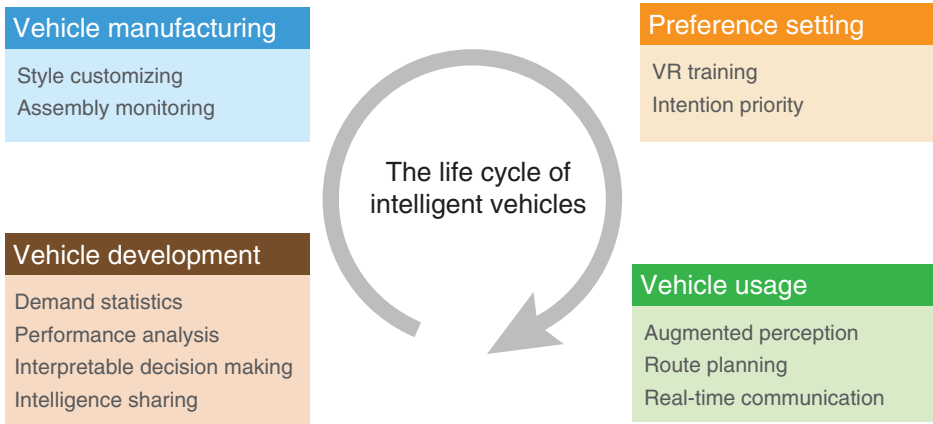 Vehicle manufacturing
Style customizing
Assembly monitoring
Preference setting
VR training
Intention priority
The life cycle of
intelligent vehicles
Vehicle development
Demand statistics
Performance analysis
Interpretable decision making
Intelligence sharing
Vehicle usage
Augmented perception
Route planning
Real-time communication